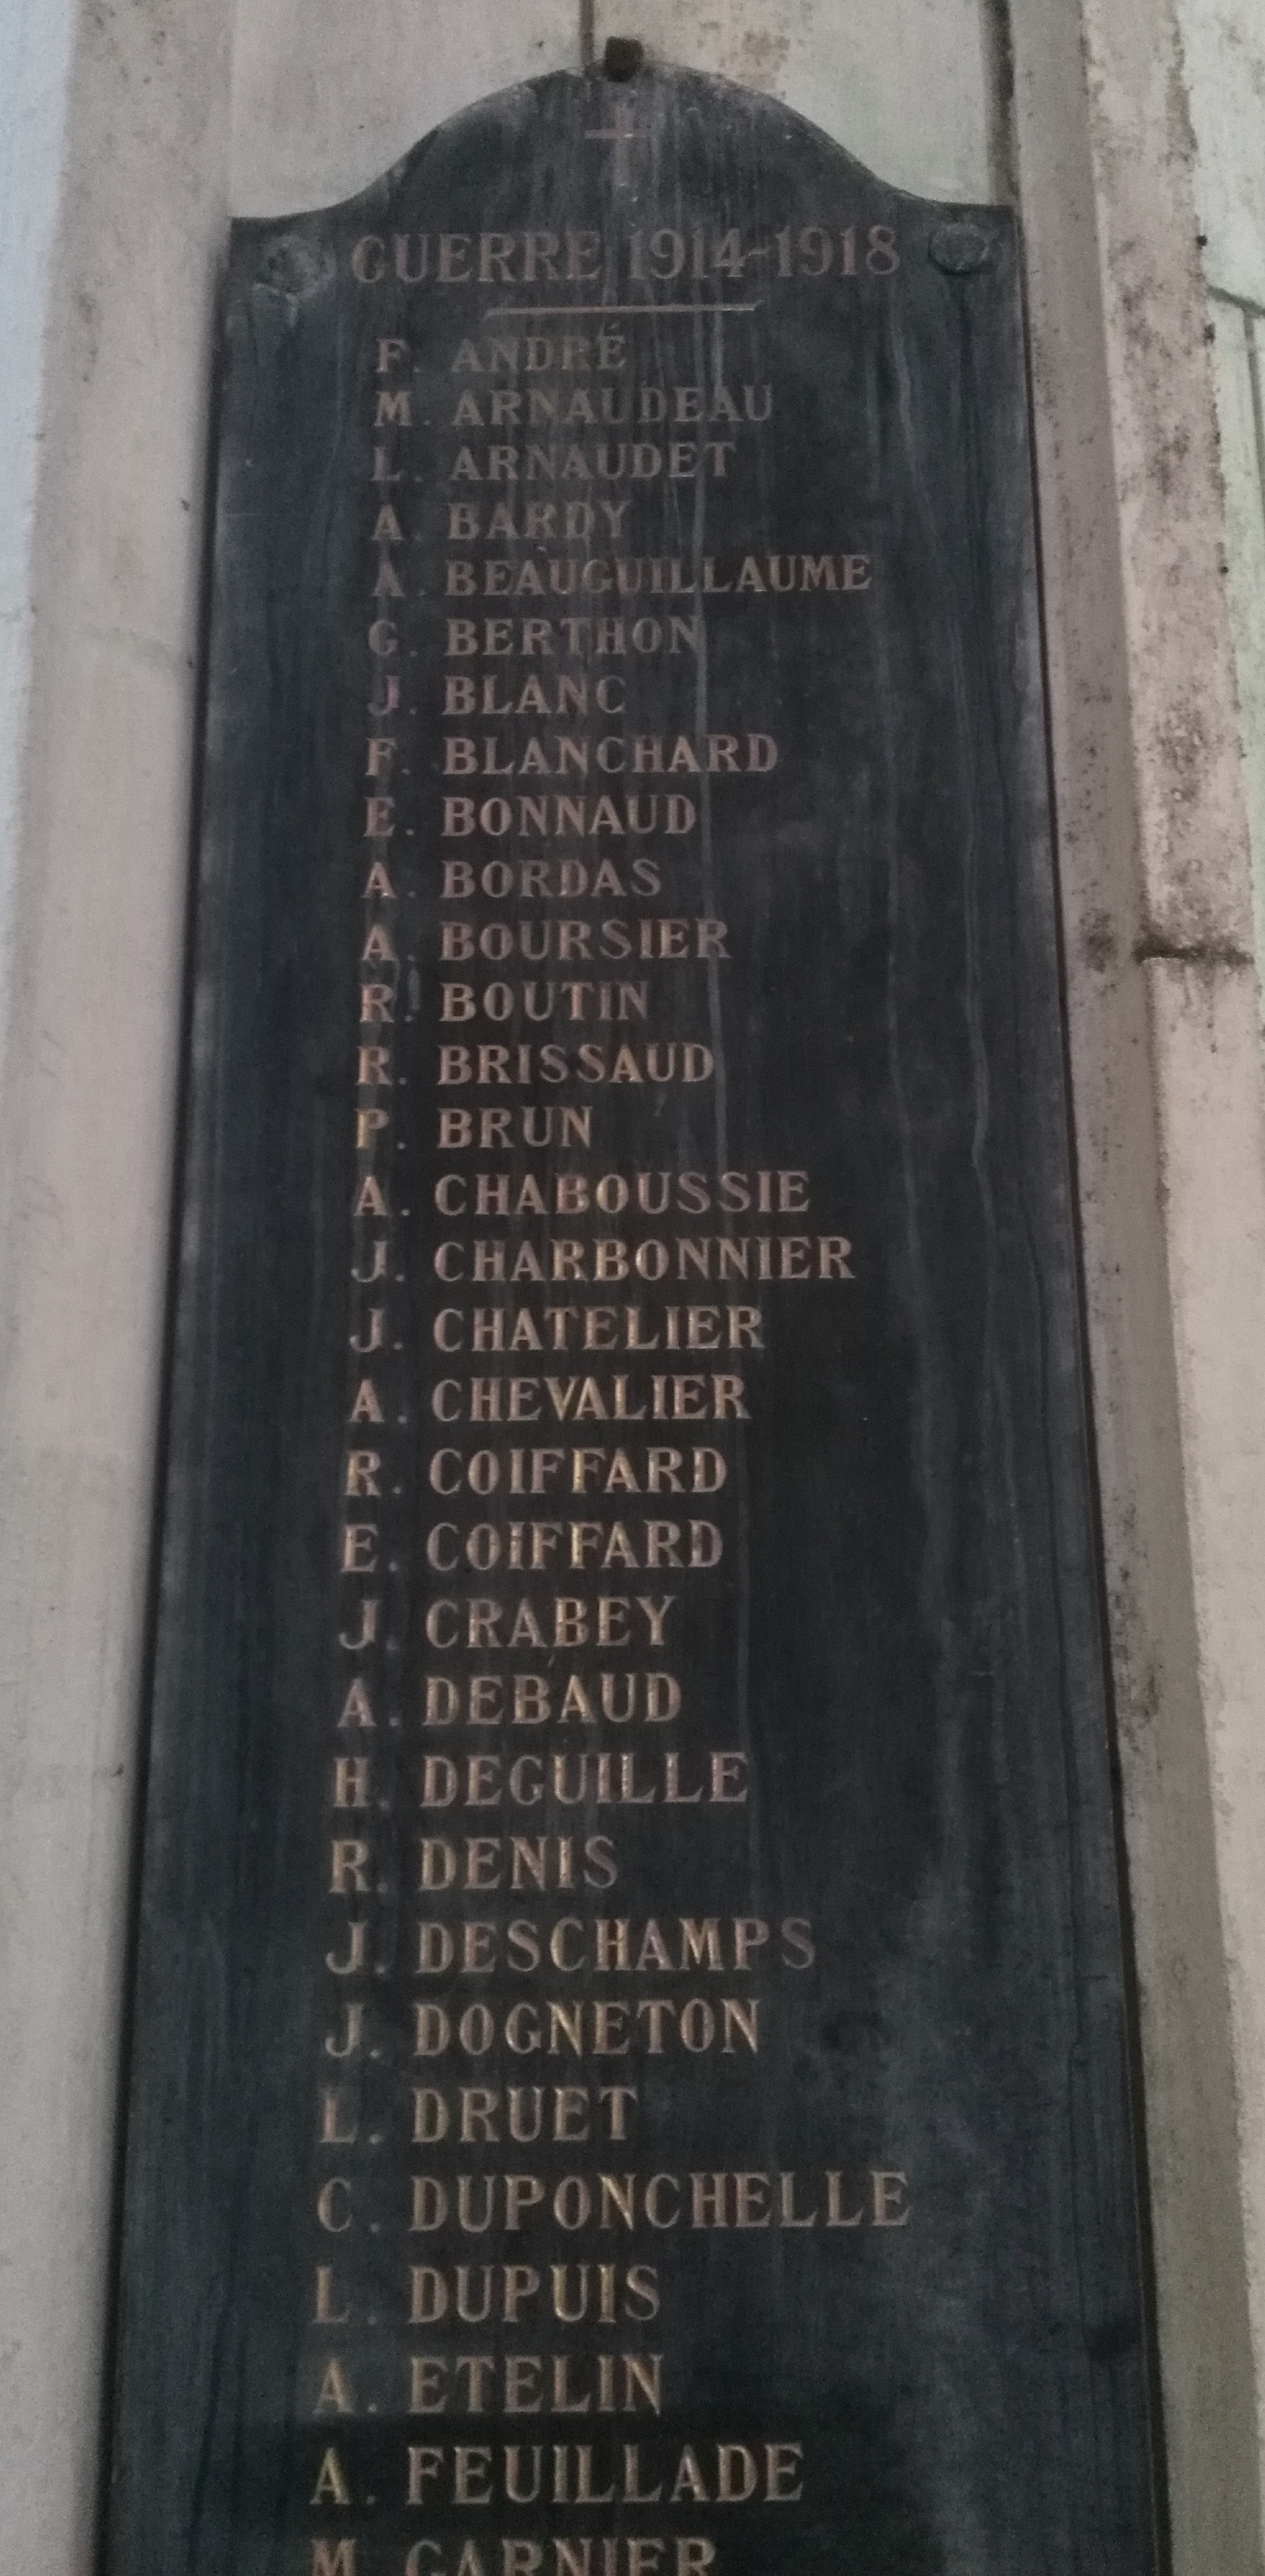 GUERRE 1914-1918
F. ANDRÉ
M. ARNAUDEAU
L. ARNAUDET
A. BARDY
A. BEAUGUILLAUME
G. BERTHON
J. BLANC
F. BLANCHARD
E. BONNAUD
A. BORDAS
A. BOURSIER
R. BOUTIN
R. BRISSAUD
P. BRUN
A. CHABOUSSIE
J. CHARBONNIER
J. CHATELIER
A. CHEVALIER
R. COIFFARD
E. COIFFARD
J. CRABEY
A. DEBAUD
H. DEGUILLE
R. DENIS
J. DESCHAMPS
J. DOGNETON
L. DRUET
C. DUPONCHELLE
L. DUPUIS
A. ETELIN
A. FEUILLADE
M. GARNIER